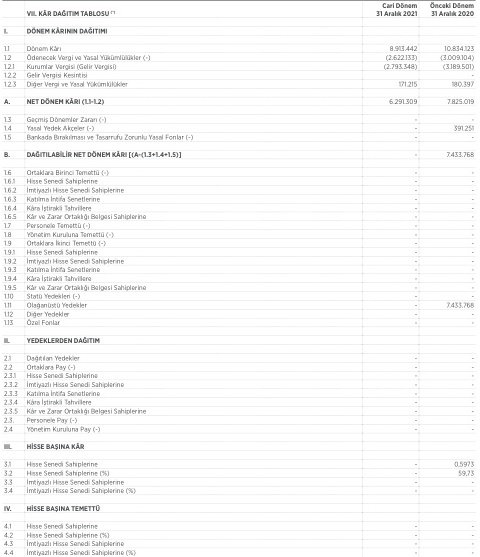 Cari Dönem Önceki Dönem
VII. KÂR DAĞITIM TABLOSU (*) 31 Aralık 2021 31 Aralık 2020
I. DÖNEM KÂRININ DAĞITIMI
1.1 Dönem Kârı 8.913.442 10.834.123
1.2 Ödenecek Vergi ve Yasal Yükümlülükler (-) (2.622.133) (3.009.104)
1.2.1 Kurumlar Vergisi (Gelir Vergisi) (2.793.348) (3.189.501)
1.2.2 Gelir Vergisi Kesintisi -
1.2.3 Diğer Vergi ve Yasal Yükümlülükler 171.215 180.397
A. NET DÖNEM KÂRI (1.1-1.2) 6.291.309 7.825.019
1.3 Geçmiş Dönemler Zararı (-) - -
1.4 Yasal Yedek Akçeler (-) - 391.251
1.5 Bankada Bırakılması ve Tasarrufu Zorunlu Yasal Fonlar (-) - -
B. DAĞITILABİLİR NET DÖNEM KÂRI [(A-(1.3+1.4+1.5)] - 7.433.768
1.6 Ortaklara Birinci Temettü (-) - -
1.6.1 Hisse Senedi Sahiplerine - -
1.6.2 İmtiyazlı Hisse Senedi Sahiplerine - -
1.6.3 Katılma İntifa Senetlerine - -
1.6.4 Kâra İştirakli Tahvillere - -
1.6.5 Kâr ve Zarar Ortaklığı Belgesi Sahiplerine - -
1.7 Personele Temettü (-) - -
1.8 Yönetim Kuruluna Temettü (-) - -
1.9 Ortaklara İkinci Temettü (-) - -
1.9.1 Hisse Senedi Sahiplerine - -
1.9.2 İmtiyazlı Hisse Senedi Sahiplerine - -
1.9.3 Katılma İntifa Senetlerine - -
1.9.4 Kâra İştirakli Tahvillere - -
1.9.5 Kâr ve Zarar Ortaklığı Belgesi Sahiplerine - -
1.10 Statü Yedekleri (-) - -
1.11 Olağanüstü Yedekler - 7.433.768
1.12 Diğer Yedekler - -
1.13 Özel Fonlar - -
II. YEDEKLERDEN DAĞITIM
2.1 Dağıtılan Yedekler - -
2.2 Ortaklara Pay (-) - -
2.3.1 Hisse Senedi Sahiplerine - -
2.3.2 İmtiyazlı Hisse Senedi Sahiplerine - -
2.3.3 Katılma İntifa Senetlerine - -
2.3.4 Kâra İştirakli Tahvillere - -
2.3.5 Kâr ve Zarar Ortaklığı Belgesi Sahiplerine - -
2.3. Personele Pay (-) - -
2.4 Yönetim Kuruluna Pay (-) - -
III. HİSSE BAŞINA KÂR
3.1 Hisse Senedi Sahiplerine - 0,5973
3.2 Hisse Senedi Sahiplerine (%) - 59,73
3.3 İmtiyazlı Hisse Senedi Sahiplerine - -
3.4 İmtiyazlı Hisse Senedi Sahiplerine (%) - -
IV. HİSSE BAŞINA TEMETTÜ
4.1 Hisse Senedi Sahiplerine - -
4.2 Hisse Senedi Sahiplerine (%) - -
4.3 İmtiyazlı Hisse Senedi Sahiplerine - -
4.4 İmtiyazlı Hisse Senedi Sahiplerine (%) - -